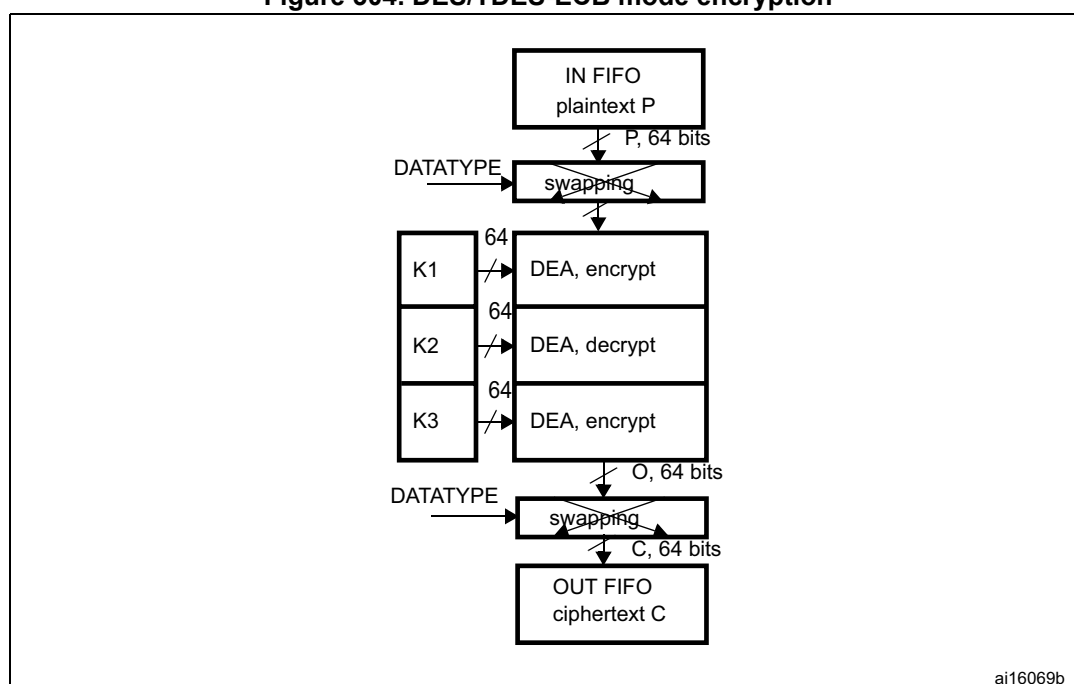 Figure 304. DES/TDES-ECB mode encryption
IN FIFO
plaintext P
P, 64 bits
DATATYPE
swapping
64
K1
DEA, encrypt
64
K2
DEA, decrypt
64
K3
DEA, encrypt
O, 64 bits
DATATYPE
swapping
C, 64 bits
OUT FIFO
ciphertext C
ai16069b